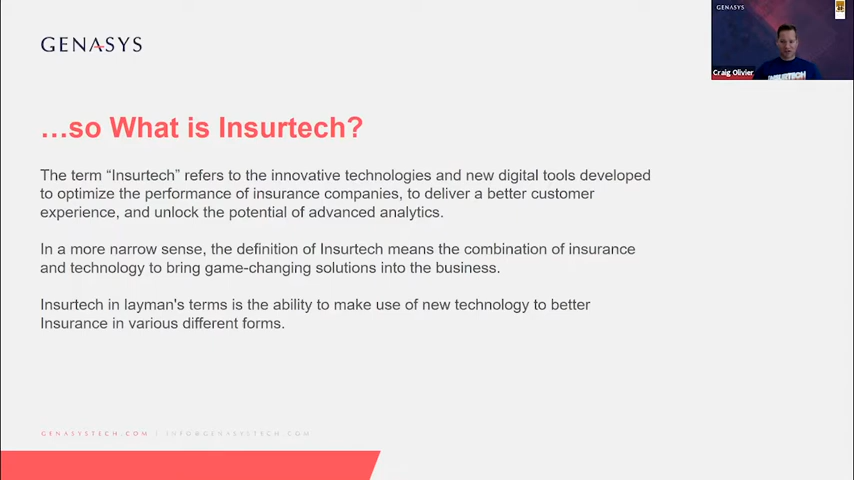 GENASYS
GENASYS
Craig Olivier
INSURTECH
...so What is Insurtech?
The term “Insurtech” refers to the innovative technologies and new digital tools developed
to optimize the performance of insurance companies, to deliver a better customer
experience, and unlock the potential of advanced analytics.
In a more narrow sense, the definition of Insurtech means the combination of insurance
and technology to bring game-changing solutions into the business.
Insurtech in layman's terms is the ability to make use of new technology to better
Insurance in various different forms.
GENASYSTECH.COM | INFO@GENASYSTECH.COM